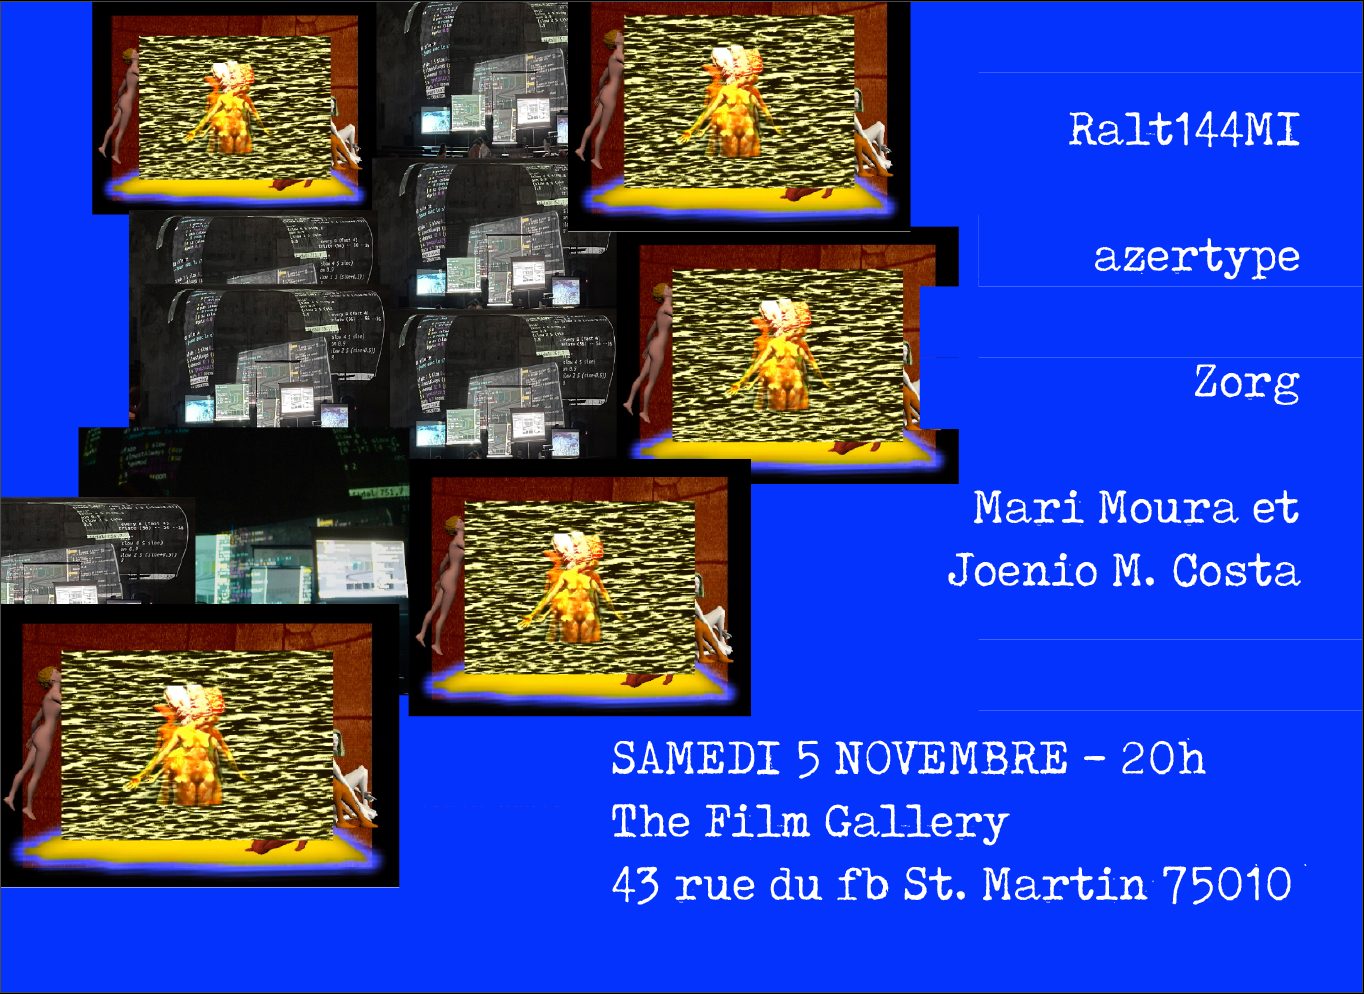 Ralt144MI
azertype
Zorg
Mari Moura et
Joenio M. Costa
SAMEDI 5 NOVEMBRE - 20h
The Film Gallery
43 rue du fb St. Martin 75010